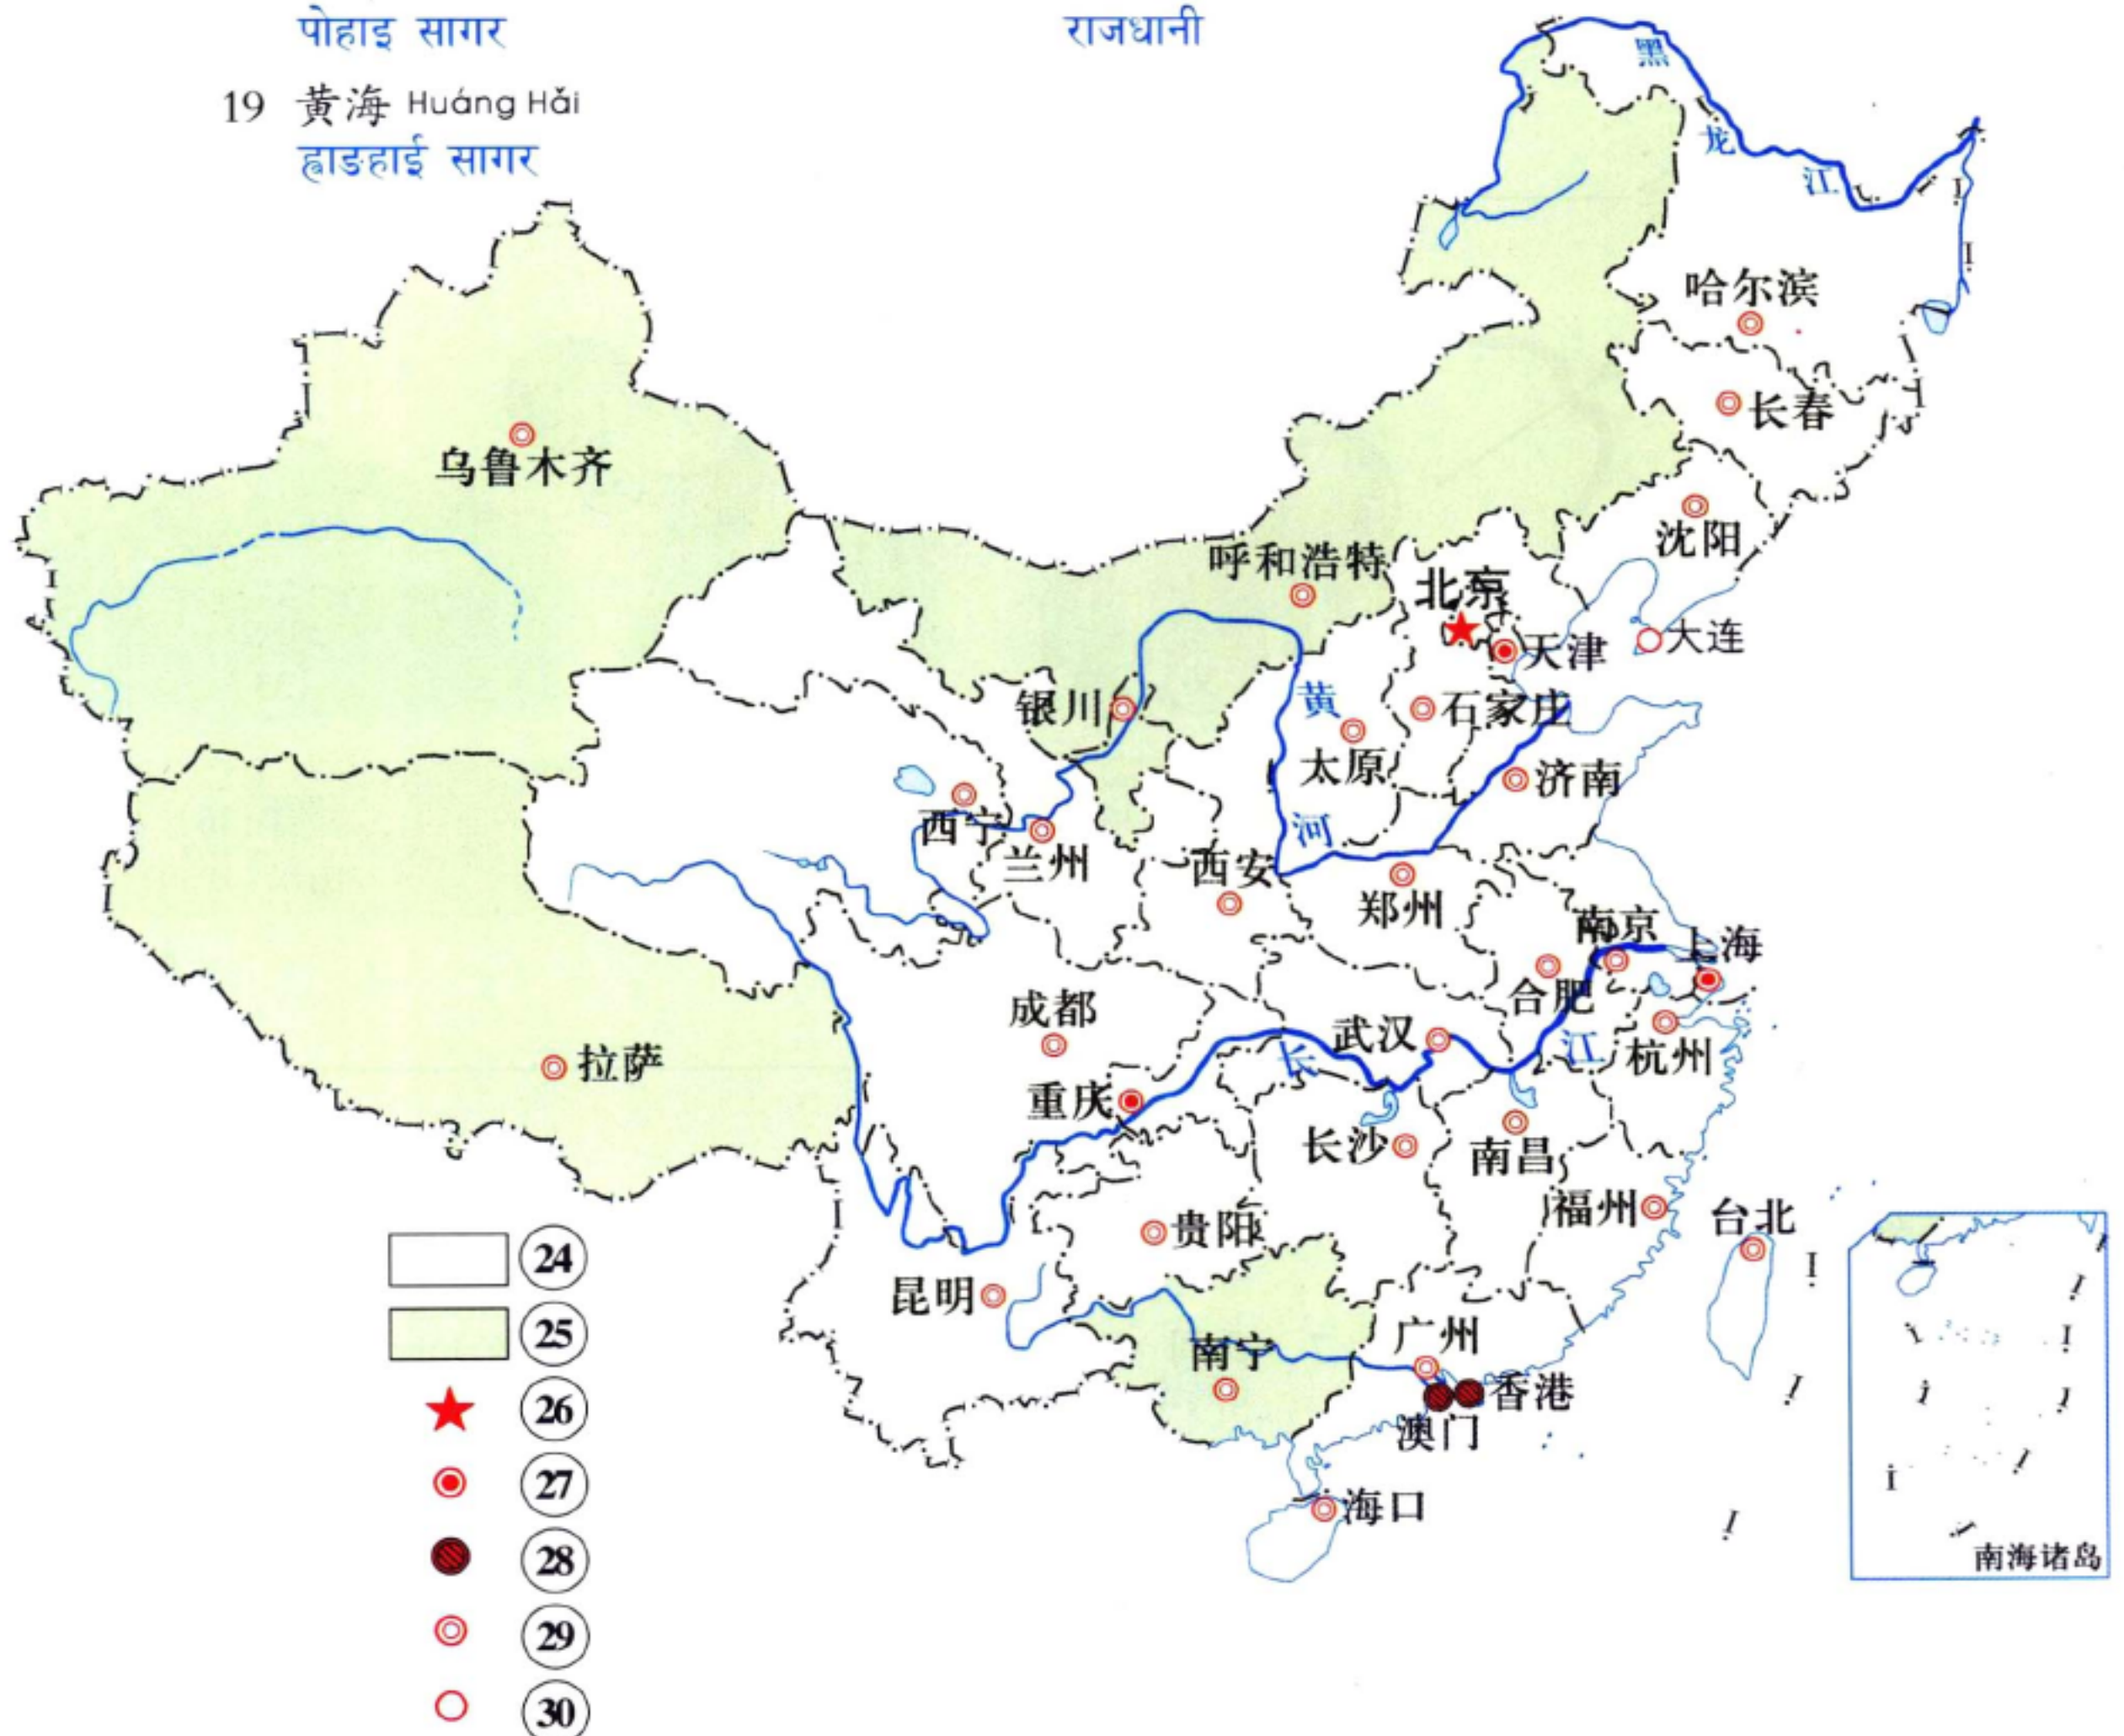 पोहाइ सागर
राजधानी
19 黄海 Huáng Hǎi
ह्वाङहाई सागर
黑
龙
江
哈尔滨
长春
乌鲁木齐
沈阳
呼和浩特
北京
大连
天津
银川
黄
石家庄
太原
济南
河
西宁
兰州
西安
郑州
南京
上海
合肥
成都
武汉
长
江
杭州
拉萨
重庆
长沙
南昌
福州
台北
贵阳
昆明
广州
南宁
香港
澳门
海口
南海诸岛
24
25
26
27
28
29
30